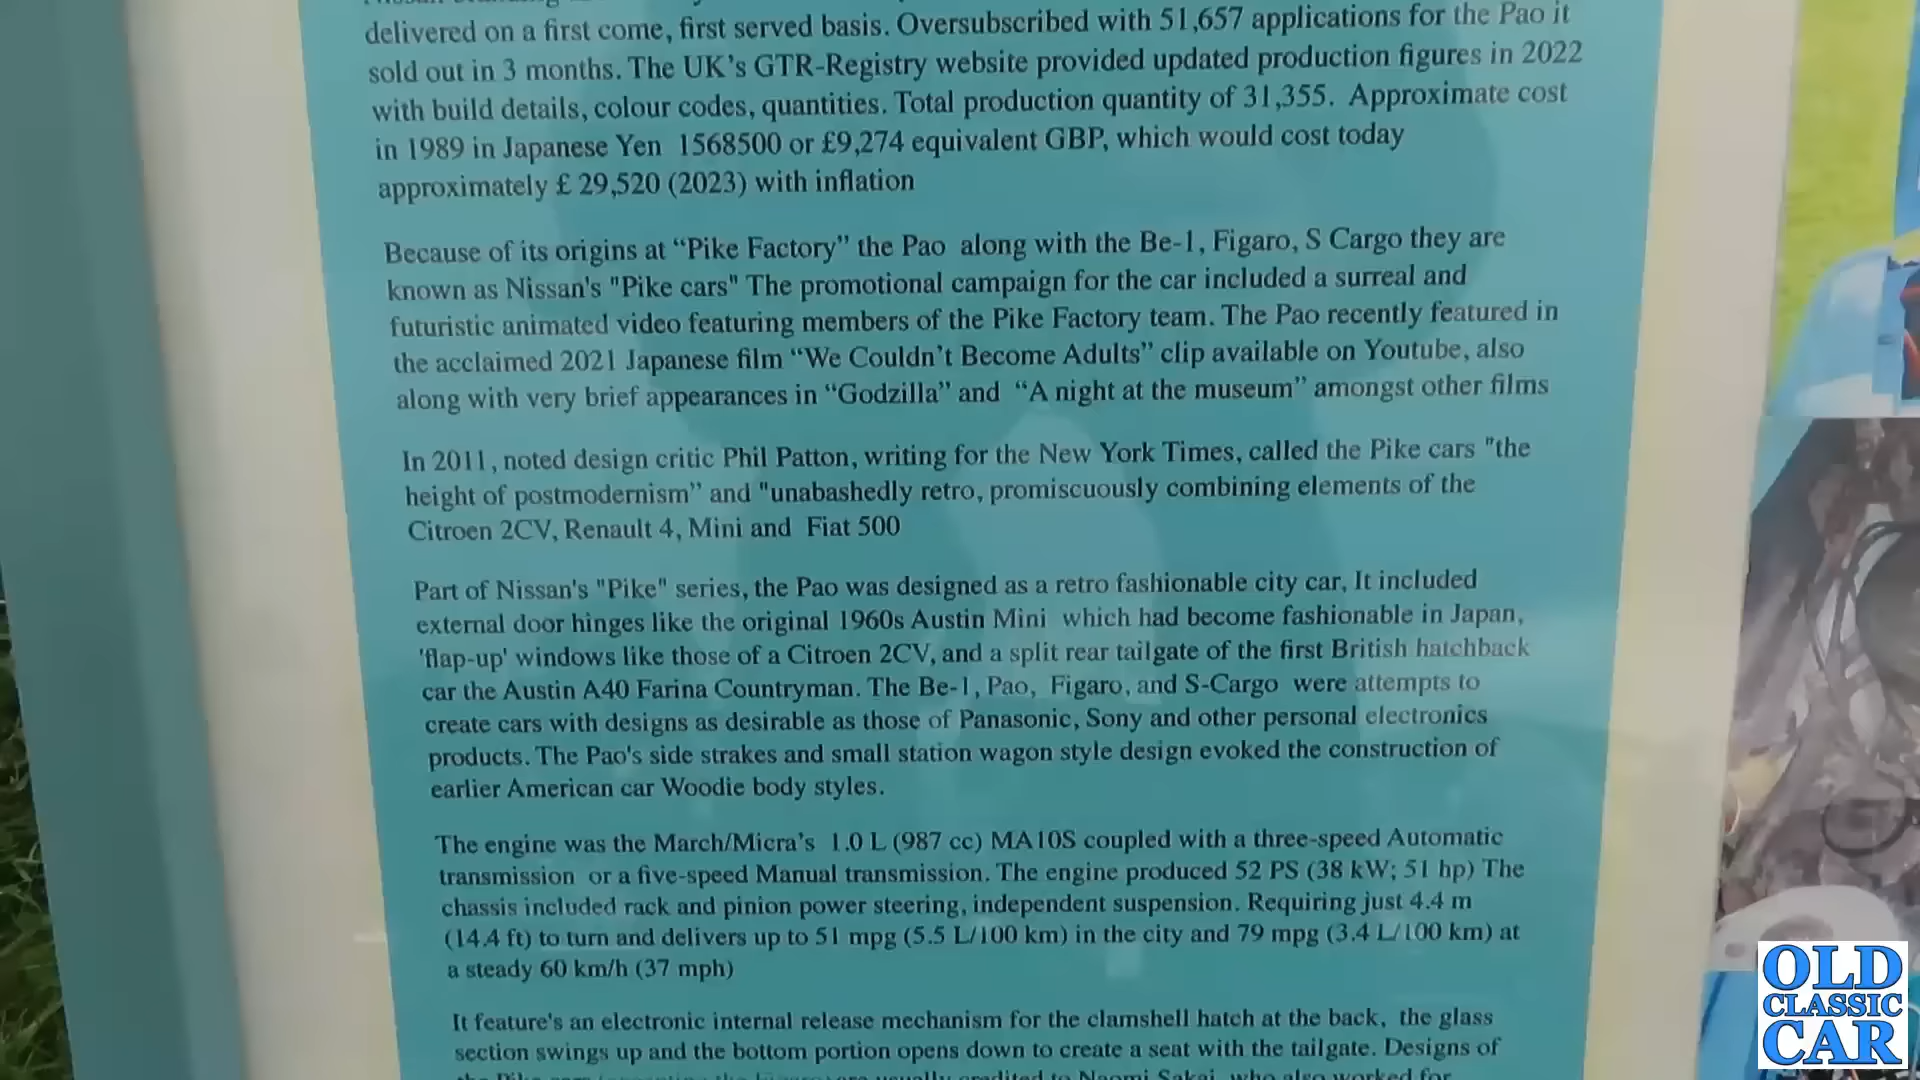 delivered on a first come, first served basis. Oversubscribed with 51,657 applications for the Pao it
sold out in 3 months. The UK's GTR-Registry website provided updated production figures in 2022
with build details, colour codes, quantities. Total production quantity of 31,355. Approximate cost
in 1989 in Japanese Yen 1568500 or £9,274 equivalent GBP, which would cost today
approximately £ 29,520 (2023) with inflation
Because of its origins at “Pike Factory” the Pao along with the Be-1, Figaro, S Cargo they are
known as Nissan's "Pike cars" The promotional campaign for the car included a surreal and
futuristic animated video featuring members of the Pike Factory team. The Pao recently featured in
the acclaimed 2021 Japanese film “We Couldn’t Become Adults” clip available on Youtube, also
along with very brief appearances in “Godzilla” and “A night at the museum” amongst other films
In 2011, noted design critic Phil Patton, writing for the New York Times, called the Pike cars "the
height of postmodernism” and "unabashedly retro, promiscuously combining elements of the
Citroen 2CV, Renault 4, Mini and Fiat 500
Part of Nissan's "Pike" series, the Pao was designed as a retro fashionable city car, It included
external door hinges like the original 1960s Austin Mini which had become fashionable in Japan,
'flap-up' windows like those of a Citroen 2CV, and a split rear tailgate of the first British hatchback
car the Austin A40 Farina Countryman. The Be-1, Pao, Figaro, and S-Cargo were attempts to
create cars with designs as desirable as those of Panasonic, Sony and other personal electronics
products. The Pao's side strakes and small station wagon style design evoked the construction of
earlier American car Woodie body styles.
The engine was the March/Micra’s 1.0 L (987 cc) MA10S coupled with a three-speed Automatic
transmission or a five-speed Manual transmission. The engine produced 52 PS (38 kW; 51 hp) The
chassis included rack and pinion power steering, independent suspension. Requiring just 4.4 m
(14.4 ft) to turn and delivers up to 51 mpg (5.5 L/100 km) in the city and 79 mpg (3.4 L/100 km) at
a steady 60 km/h (37 mph)
It feature's an electronic internal release mechanism for the clamshell hatch at the back, the glass
section swings up and the bottom portion opens down to create a seat with the tailgate. Designs of
usually credited to Naomi Sakai, who also worked for
OLD
CLASSIC
CAR